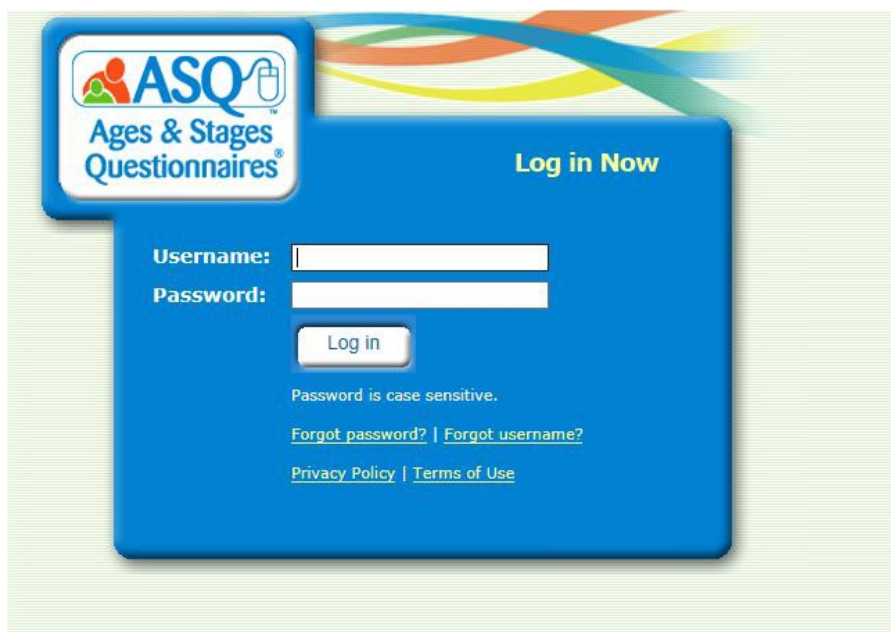 ASQ
TM
Ages & Stages
Questionnaires®
Log in Now
Username:
Password:
Log in
Password is case sensitive.
Forgot password? | Forgot username?
Privacy Policy | Terms of Use